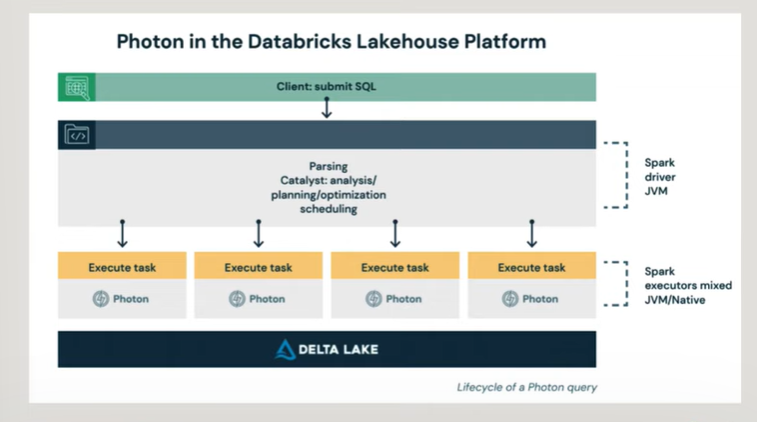 Photon in the Databricks Lakehouse Platform
Client: submit SQL
Parsing
Catalyst: analysis/
planning/optimization
scheduling
Spark
driver
JVM
Execute task
Execute task
Execute task
Execute task
Photon
Photon
Photon
Photon
Spark
executors mixed
JVM/Native
DELTA LAKE
Lifecycle of a Photon query